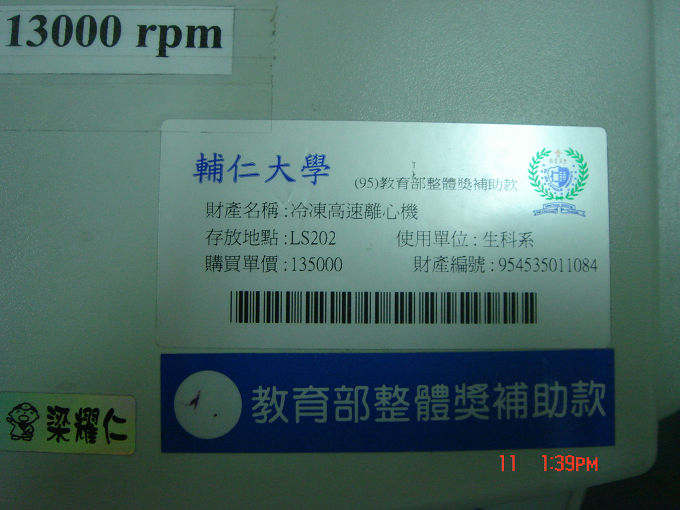 13000 rpm
輔仁大學
(95)教育部整體獎補助款
財產名稱:冷凍高速離心機
存放地點:LS202 使用單位:生科系
購買單價:135000 財產編號:954535011084
教育部整體獎補助款
梁耀仁
11 1:39PM